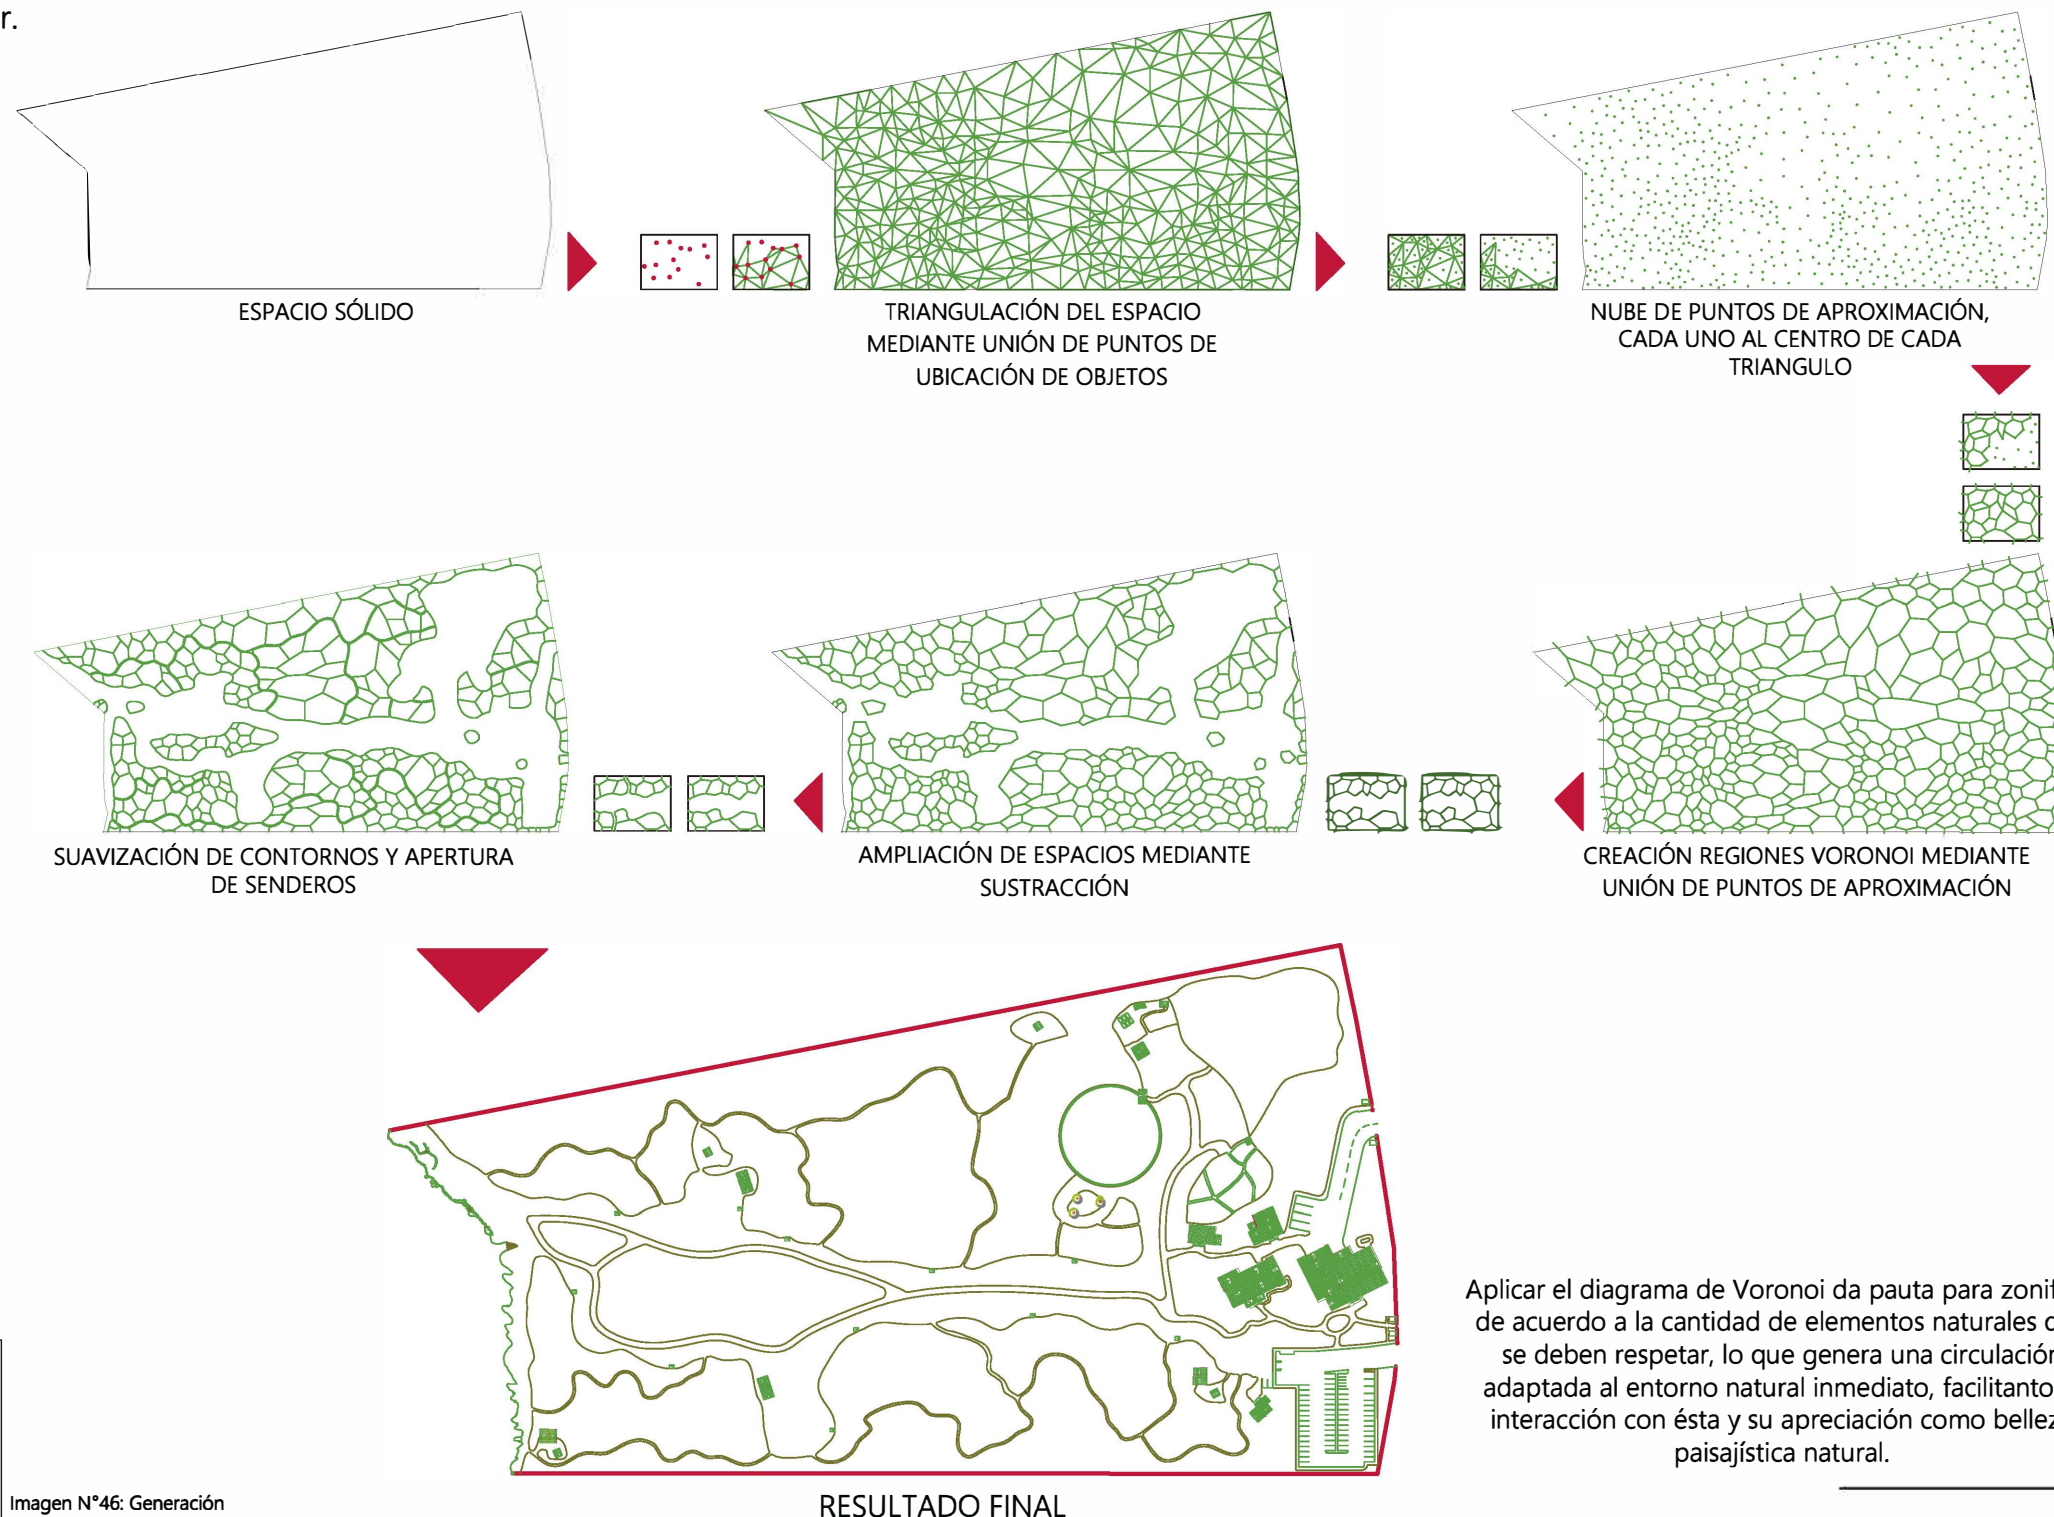 r.
ESPACIO SÓLIDO
TRIANGULACIÓN DEL ESPACIO
MEDIANTE UNIÓN DE PUNTOS DE
UBICACIÓN DE OBJETOS
NUBE DE PUNTOS DE APROXIMACIÓN,
CADA UNO AL CENTRO DE CADA
TRIANGULO
SUAVIZACIÓN DE CONTORNOS Y APERTURA
DE SENDEROS
AMPLIACIÓN DE ESPACIOS MEDIANTE
SUSTRACCIÓN
CREACIÓN REGIONES VORONOI MEDIANTE
UNIÓN DE PUNTOS DE APROXIMACIÓN
Aplicar el diagrama de Voronoi da pauta para zonif
de acuerdo a la cantidad de elementos naturales
se deben respetar, lo que genera una circulación
adaptada al entorno natural inmediato, facilitanto
interacción con ésta y su apreciación como bellez
paisajística natural.
Imagen N°46: Generación
RESULTADO FINAL